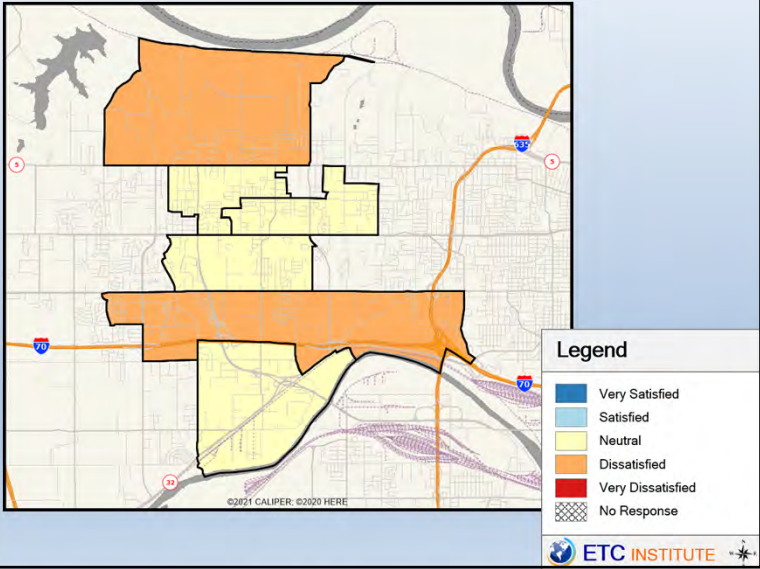 635
5
5
70
70
32
©2021 CALIPER; ©2020 HERE
Legend
Very Satisfied
Satisfied
Neutral
Dissatisfied
Very Dissatisfied
No Response
ETC INSTITUTE